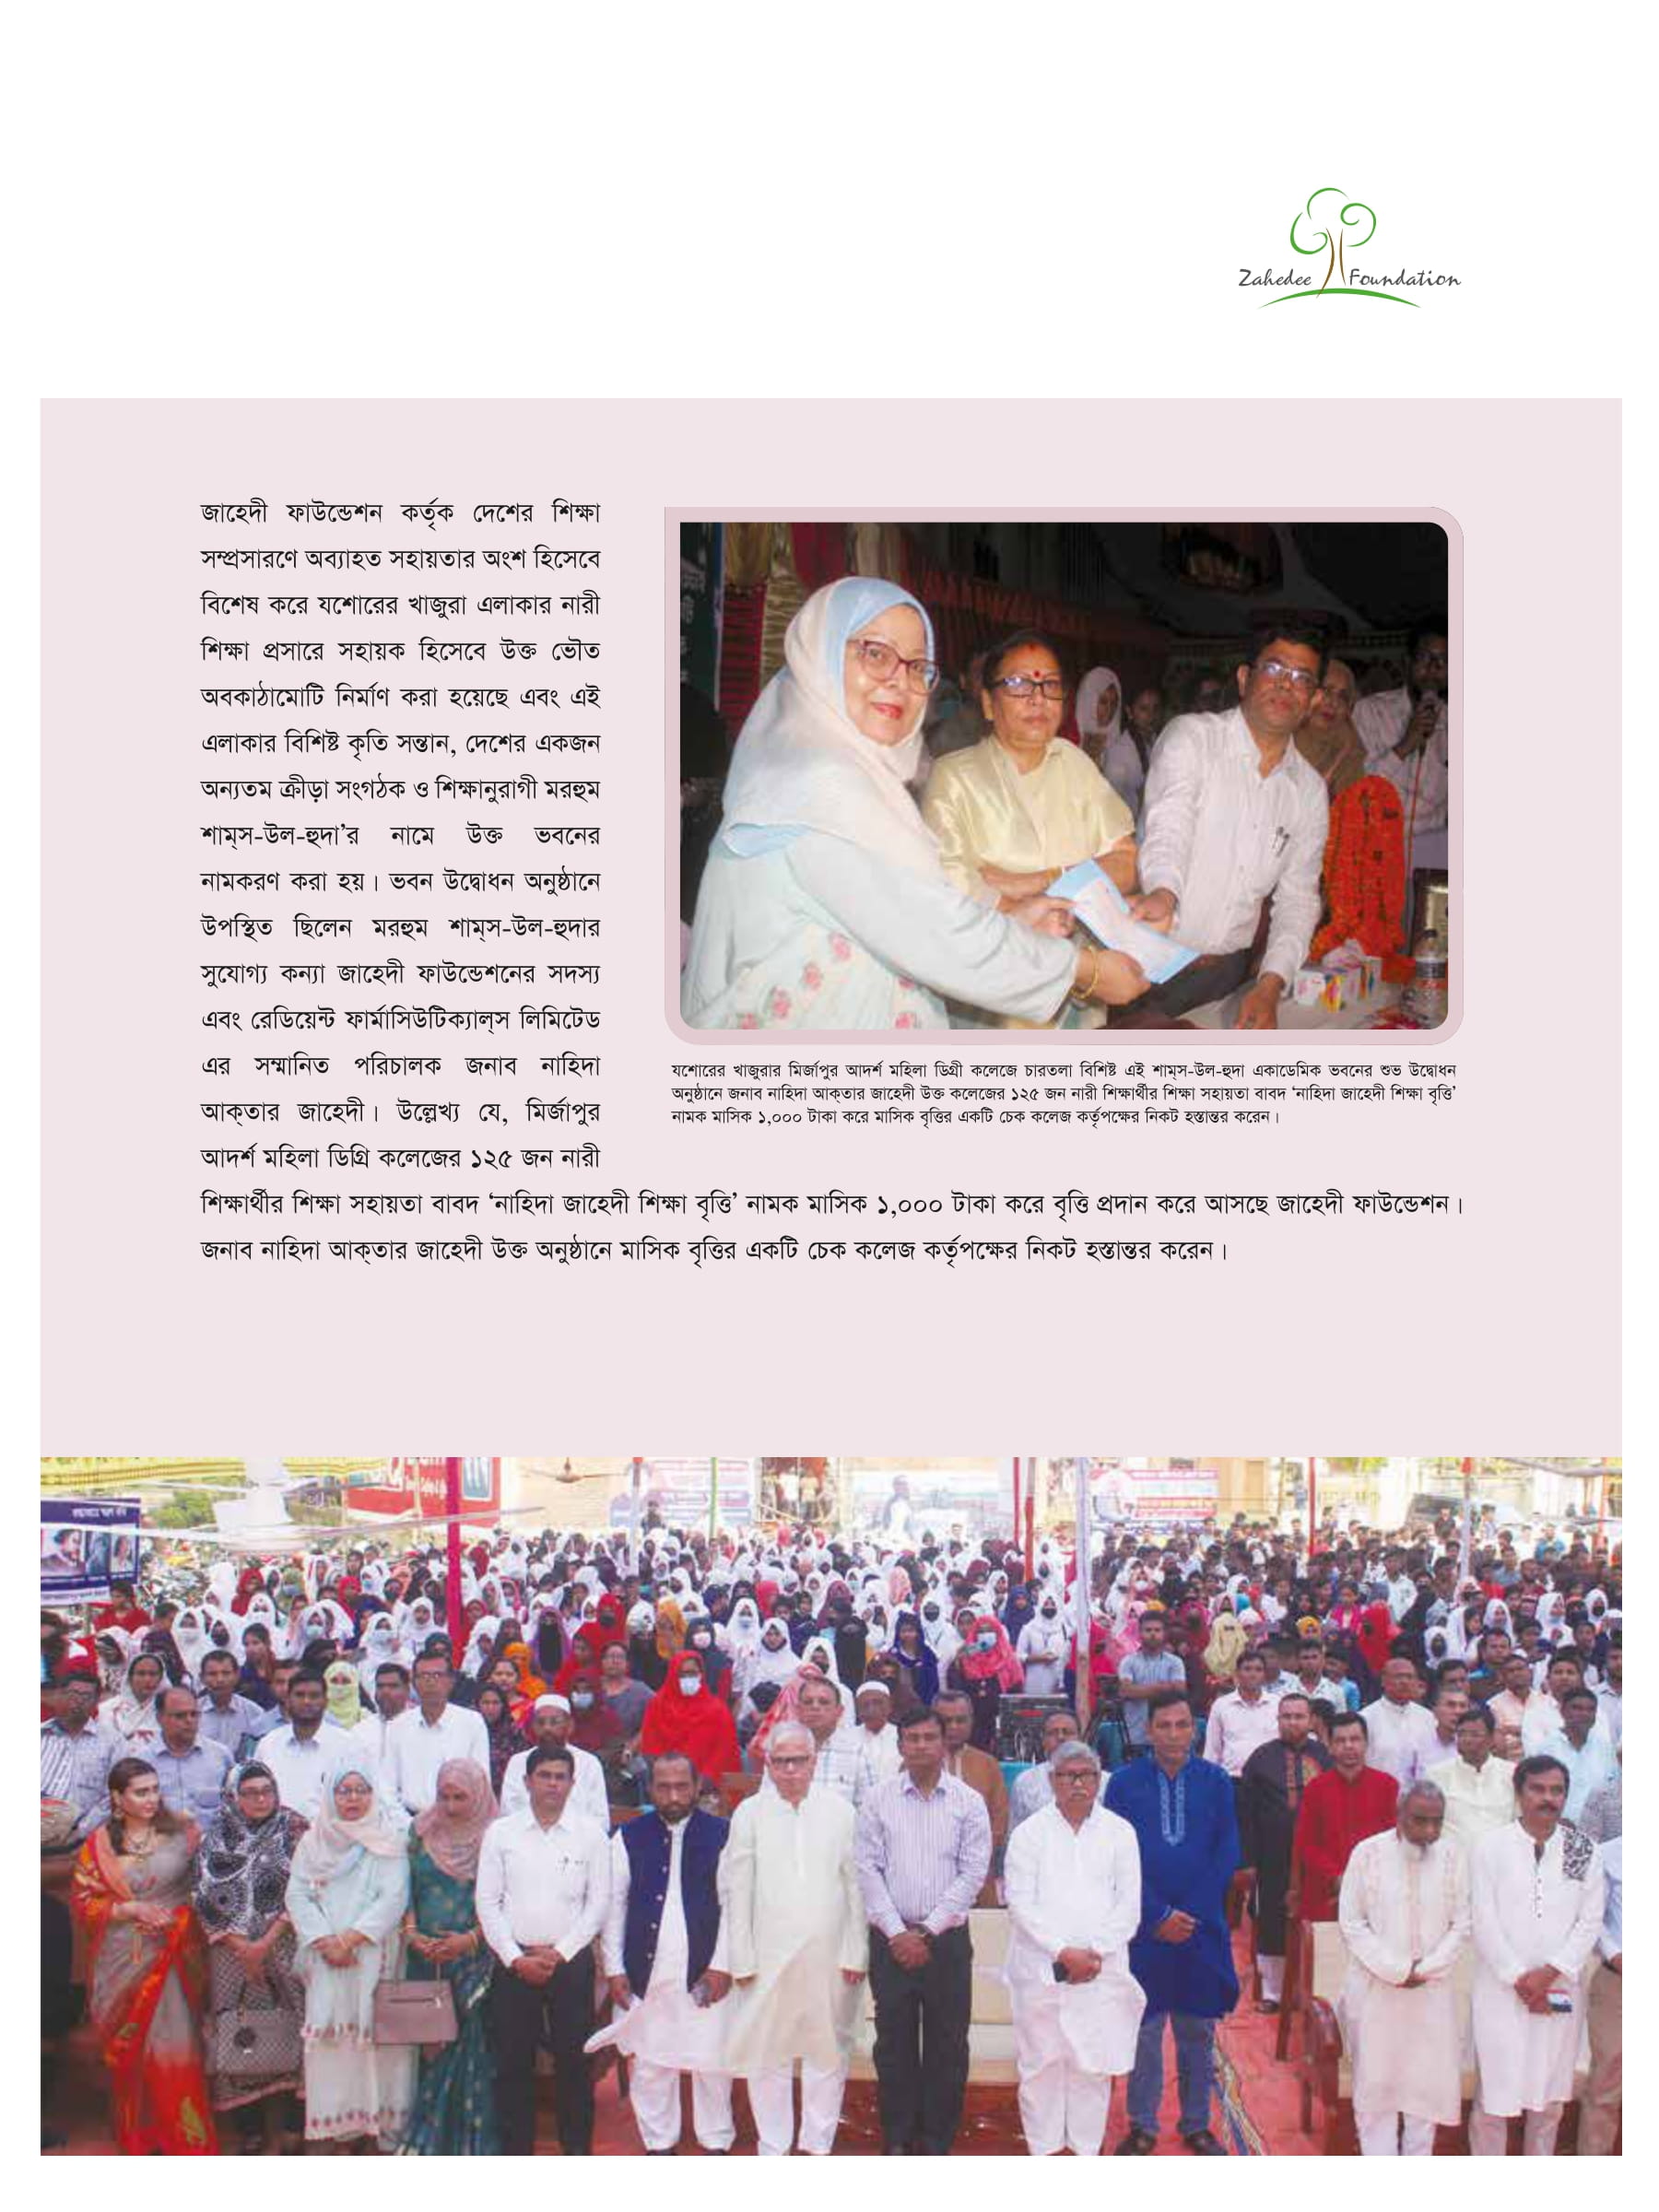 Zahedee Foundation
জাহেদী ফাউন্ডেশন কর্তৃক দেশের শিক্ষা
সম্প্রসারণে অব্যাহত সহায়তার অংশ হিসেবে
বিশেষ করে যশোরের খাজুরা এলাকার নারী
শিক্ষা প্রসারে সহায়ক হিসেবে উক্ত ভৌত
অবকাঠামোটি নির্মাণ করা হয়েছে এবং এই
এলাকার বিশিষ্ট কৃতি সন্তান, দেশের একজন
অন্যতম ক্রীড়া সংগঠক ও শিক্ষানুরাগী মরহুম
শাম্‌স-উল-হুদা’র নামে উক্ত ভবনের
নামকরণ করা হয়। ভবন উদ্বোধন অনুষ্ঠানে
উপস্থিত ছিলেন মরহুম শাম্‌স-উল-হুদার
সুযোগ্য কন্যা জাহেদী ফাউন্ডেশনের সদস্য
এবং রেডিয়েন্ট ফার্মাসিউটিক্যাল্‌স লিমিটেড
এর সম্মানিত পরিচালক জনাব নাহিদা
আক্‌তার জাহেদী। উল্লেখ্য যে, মির্জাপুর
আদর্শ মহিলা ডিগ্রি কলেজের ১২৫ জন নারী
শিক্ষার্থীর শিক্ষা সহায়তা বাবদ ‘নাহিদা জাহেদী শিক্ষা বৃত্তি’ নামক মাসিক ১,০০০ টাকা করে বৃত্তি প্রদান করে আসছে জাহেদী ফাউন্ডেশন।
জনাব নাহিদা আক্‌তার জাহেদী উক্ত অনুষ্ঠানে মাসিক বৃত্তির একটি চেক কলেজ কর্তৃপক্ষের নিকট হস্তান্তর করেন।
যশোরের খাজুরার মির্জাপুর আদর্শ মহিলা ডিগ্রী কলেজে চারতলা বিশিষ্ট এই শাম্‌স-উল-হুদা একাডেমিক ভবনের শুভ উদ্বোধন
অনুষ্ঠানে জনাব নাহিদা আক্‌তার জাহেদী উক্ত কলেজের ১২৫ জন নারী শিক্ষার্থীর শিক্ষা সহায়তা বাবদ ‘নাহিদা জাহেদী শিক্ষা বৃত্তি’
নামক মাসিক ১,০০০ টাকা করে মাসিক বৃত্তির একটি চেক কলেজ কর্তৃপক্ষের নিকট হস্তান্তর করেন।